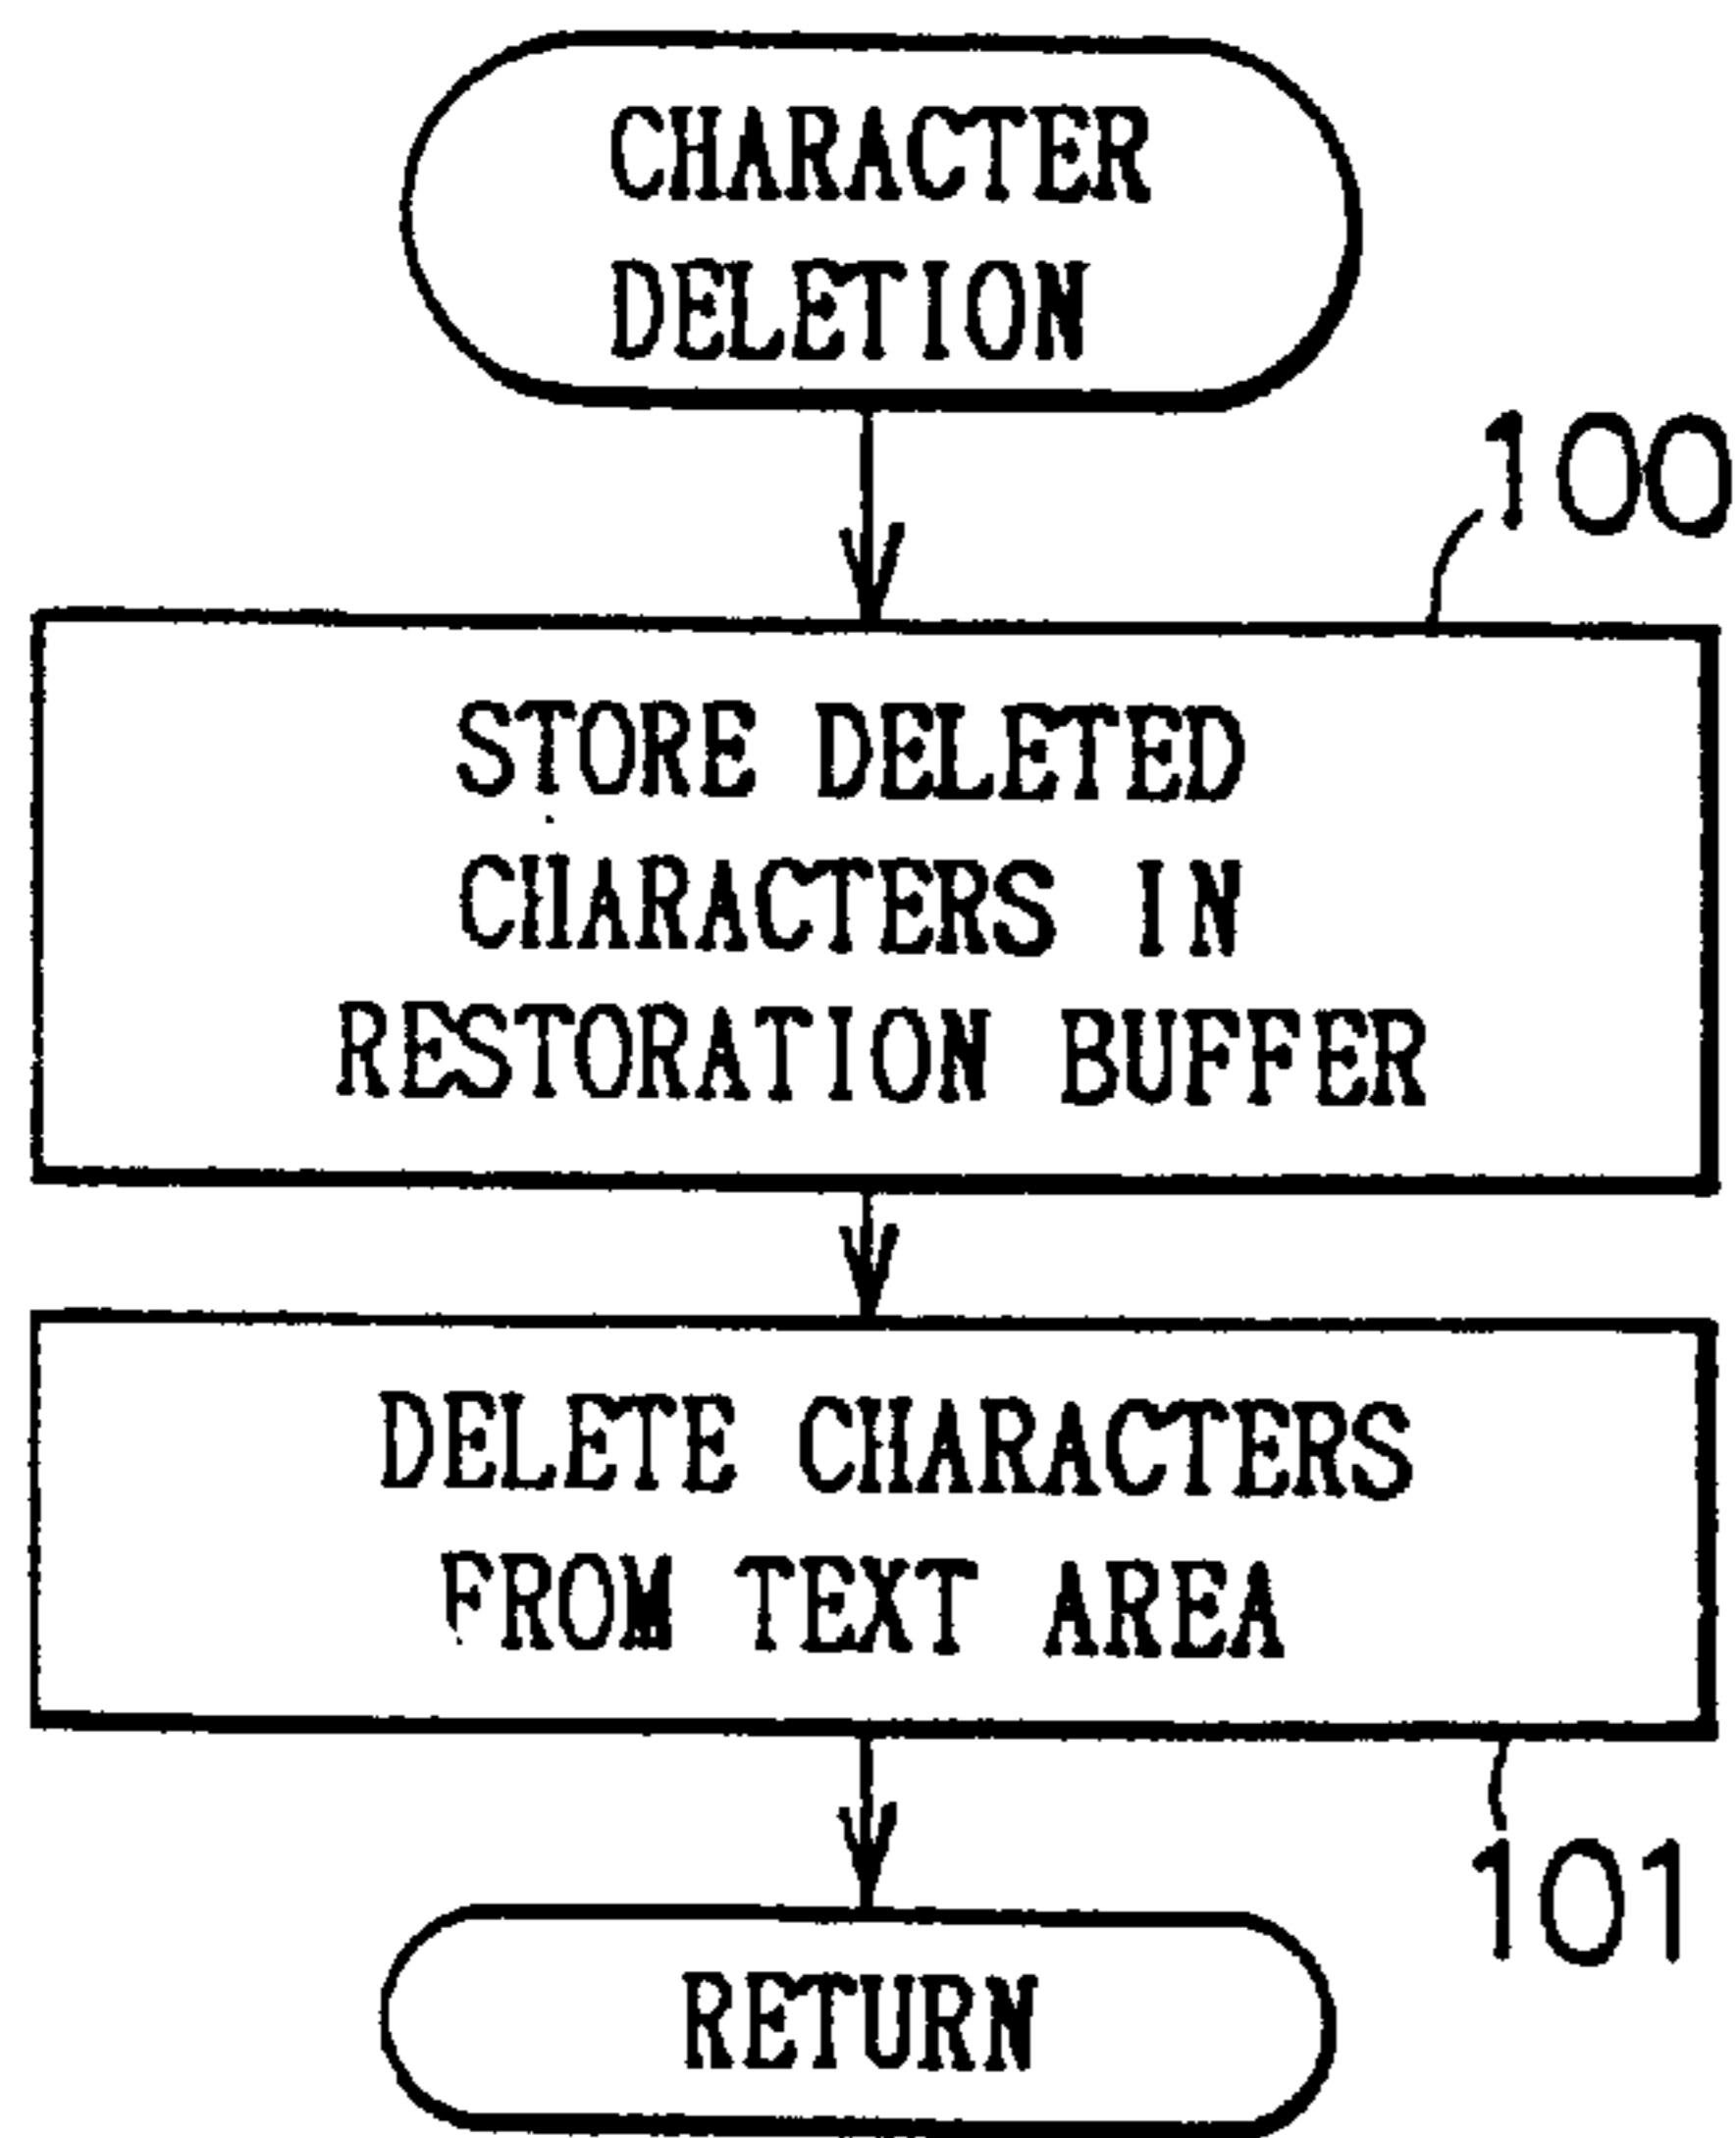 CHARACTER
DELETION
100
STORE DELETED
CHARACTERS IN
RESTORATION BUFFER
DELETE CHARACTERS
FROM TEXT AREA
101
RETURN